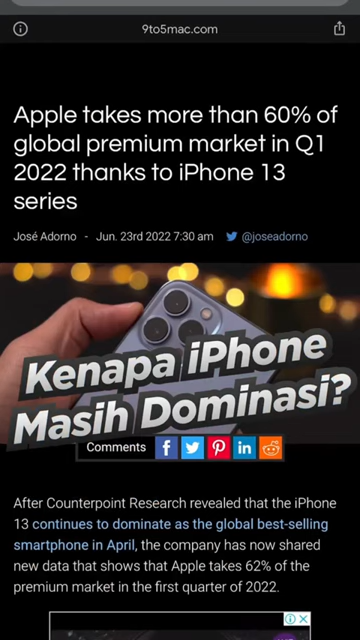 9to5mac.com
Apple takes more than 60% of
global premium market in Q1
2022 thanks to iPhone 13
series
José Adorno - Jun. 23rd 2022 7:30 am @joseadorno
Kenapa iPhone
Masih Dominasi?
Comments
After Counterpoint Research revealed that the iPhone
13 continues to dominate as the global best-selling
smartphone in April, the company has now shared
new data that shows that Apple takes 62% of the
premium market in the first quarter of 2022.